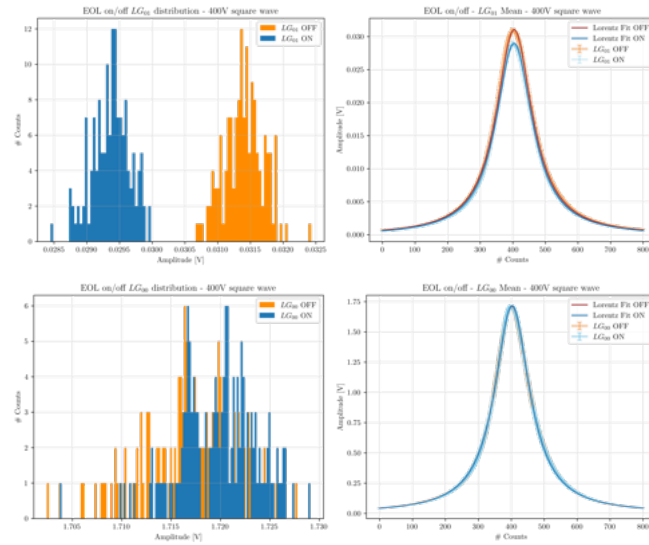 EOL on/off LG₀₁ distribution - 400V square wave
LG₀₁ OFF
LG₀₁ ON
12
10
8
6
4
2
0
# Counts
0.0285
0.0290
0.0295
0.0300
0.0305
0.0310
0.0315
0.0320
0.0325
Amplitude [V]
EOL on/off - LG₀₁ Mean - 400V square wave
Lorentz Fit OFF
Lorentz Fit ON
LG₀₁ OFF
LG₀₁ ON
0.030
0.025
0.020
0.015
0.010
0.005
0.000
Amplitude [V]
0
100
200
300
400
500
600
700
800
# Counts
EOL on/off LG₀₀ distribution - 400V square wave
LG₀₀ OFF
LG₀₀ ON
6
5
4
3
2
1
0
# Counts
1.705
1.710
1.715
1.720
1.725
1.730
Amplitude [V]
EOL on/off - LG₀₀ Mean - 400V square wave
Lorentz Fit OFF
Lorentz Fit ON
LG₀₀ OFF
LG₀₀ ON
1.75
1.50
1.25
1.00
0.75
0.50
0.25
0.00
Amplitude [V]
0
100
200
300
400
500
600
700
800
# Counts